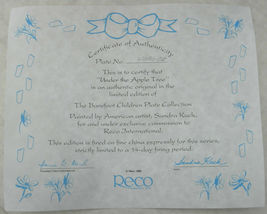 Certificate of Authenticity
Plate No.
"This is to certify that
"Under the Apple Tree"
is an authentic original in the
limited edition of
The Barefoot Children Plate Collection
Painted by American artist, Sandra Kuck,
for and under exclusive commission to
Reco International.
This edition is fired on fine china expressly for this series,
strictly limited to a 14-day firing period.
Sandra Kuck
RECO